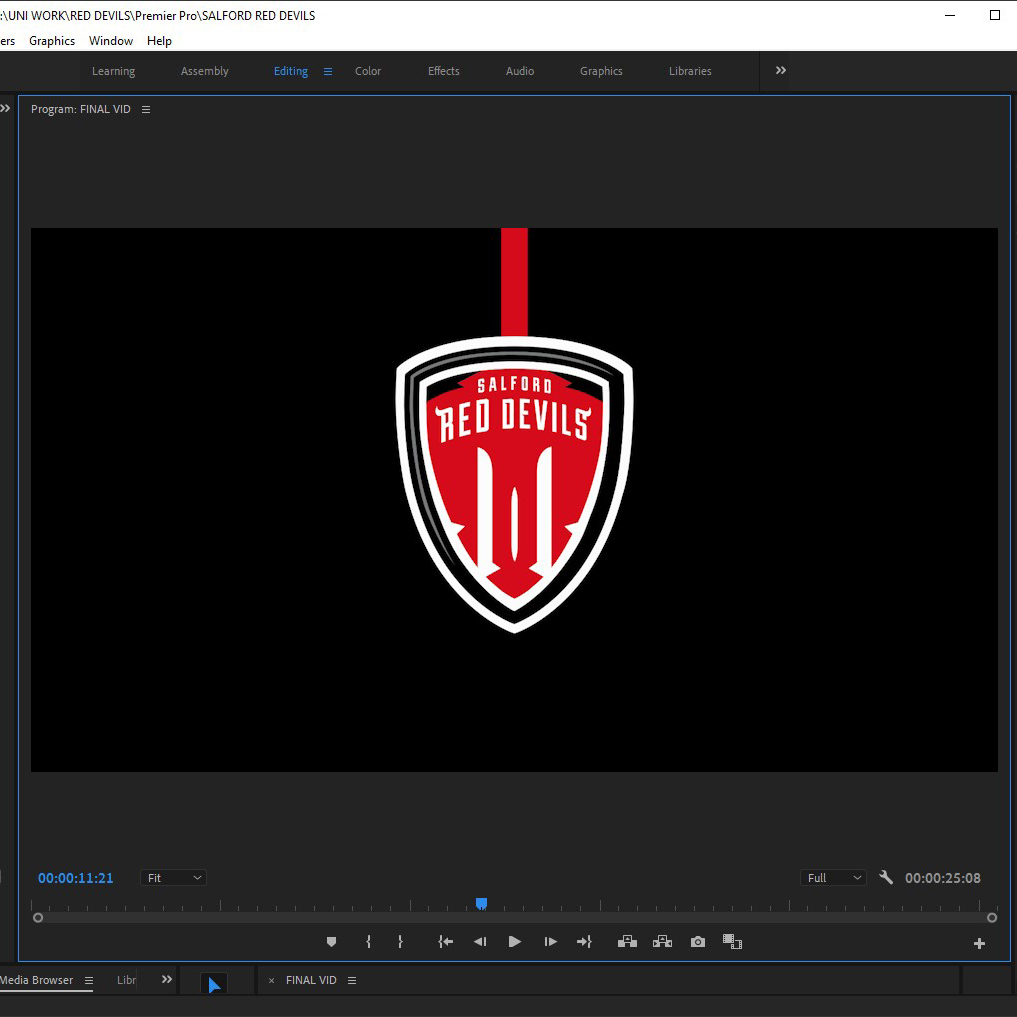 :\UNI WORK\RED DEVILS\Premier Pro\SALFORD RED DEVILS
ers Graphics Window Help
Learning Assembly Editing Color Effects Audio Graphics Libraries
Program: FINAL VID
SALFORD
RED DEVILS
00:00:11:21 Fit Full 00:00:25:08
Media Browser Libr × FINAL VID